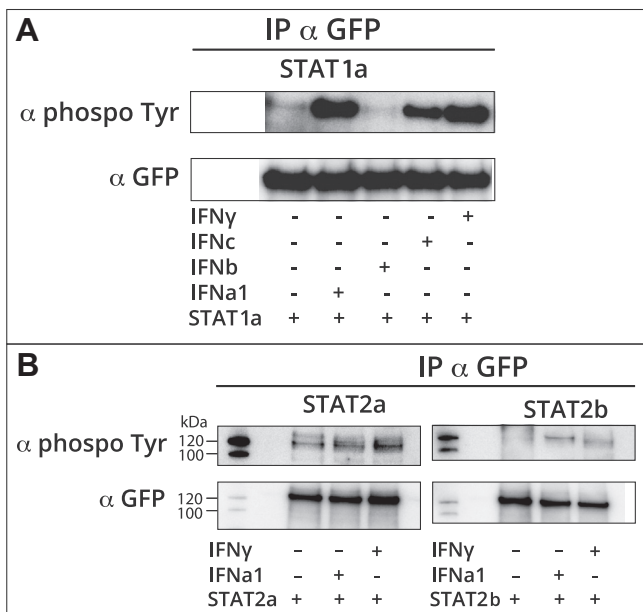 A
IP α GFP
STAT1a
α phospo Tyr
α GFP
IFNγ - - - - +
IFNc - - - + -
IFNb - - + - -
IFNa1 - + - - -
STAT1a + + + + +
B
IP α GFP
STAT2a STAT2b
kDa
α phospo Tyr 120
100
α GFP 120
100
IFNγ - - + IFNγ - - +
IFNa1 - + - IFNa1 - + -
STAT2a + + + STAT2b + + +